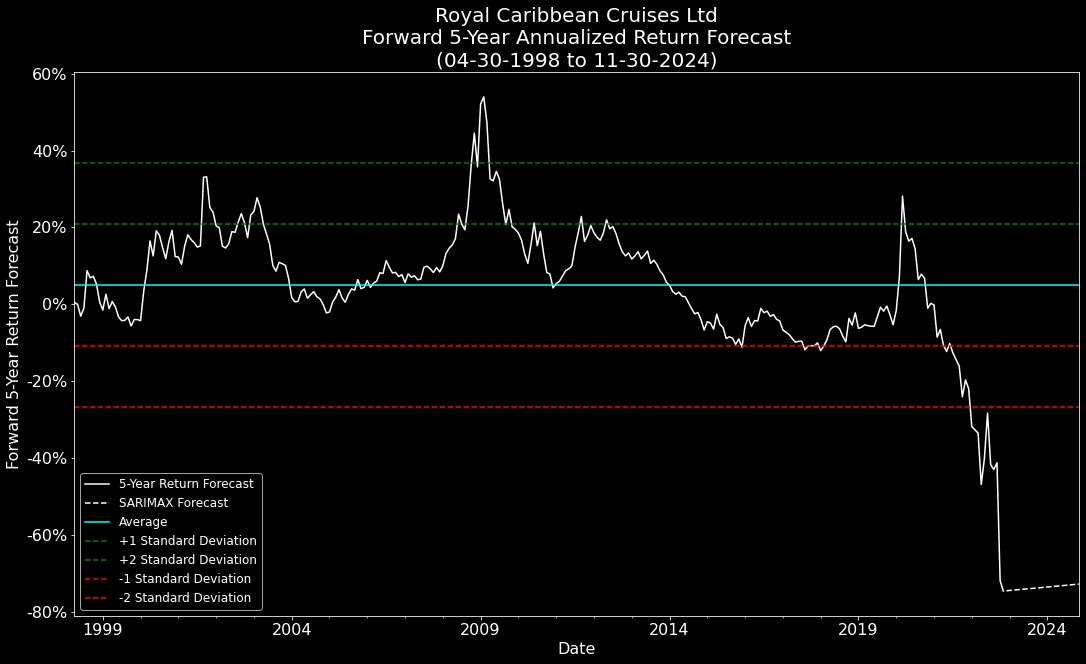 Royal Caribbean Cruises Ltd
Forward 5-Year Annualized Return Forecast
(04-30-1998 to 11-30-2024)
Forward 5-Year Return Forecast
60%
40%
20%
0%
-20%
-40%
-60%
-80%
5-Year Return Forecast
SARIMAX Forecast
Average
+1 Standard Deviation
+2 Standard Deviation
-1 Standard Deviation
-2 Standard Deviation
1999 2004 2009 2014 2019 2024
Date